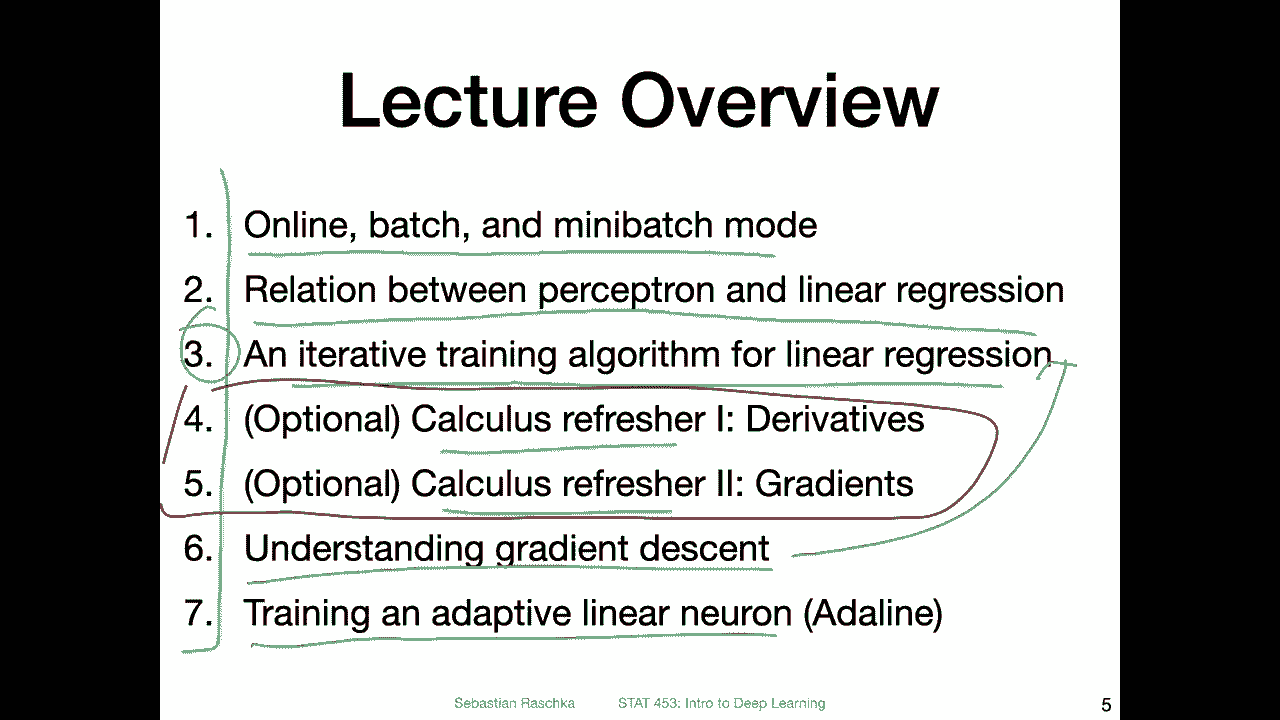 Lecture Overview
1. Online, batch, and minibatch mode
2. Relation between perceptron and linear regression
3. An iterative training algorithm for linear regression
4. (Optional) Calculus refresher I: Derivatives
5. (Optional) Calculus refresher II: Gradients
6. Understanding gradient descent
7. Training an adaptive linear neuron (Adaline)
Sebastian Raschka STAT 453: Intro to Deep Learning 5